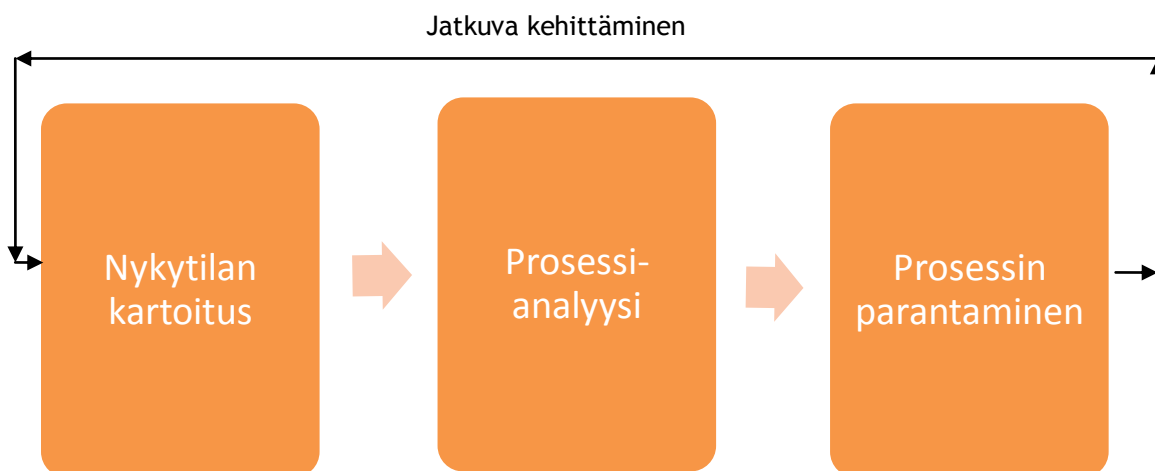 Jatkuva kehittäminen
Nykytilan
kartoitus
Prosessi-
analyysi
Prosessin
parantaminen